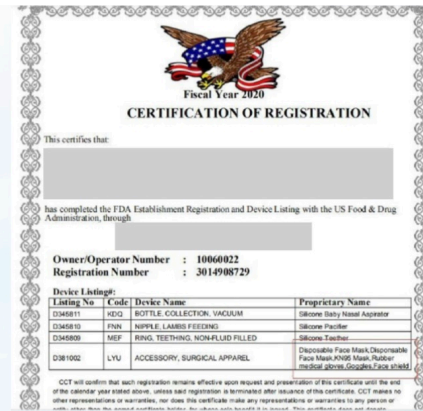 Fiscal Year 2020
CERTIFICATION OF REGISTRATION
This certifies that:
has completed the FDA Establishment Registration and Device Listing with the US Food & Drug
Administration, through
Owner/Operator Number : 10060022
Registration Number : 3014908729
Device Listing#:
Listing No Code Device Name Proprietary Name
D345811 KDQ BOTTLE, COLLECTION, VACUUM Silicone Baby Nasal Aspirator
D345810 FNN NIPPLE, LAMBS FEEDING Silicone Pacifier
D345809 MEF RING, TEETHING, NON-FLUID FILLED Silicone Teether
D381002 LYU ACCESSORY, SURGICAL APPAREL Disposable Face Mask,Disponsable
Face Mask,KN95 Mask,Rubber
medical gloves,Goggles,Face shield
CCT will confirm that such registration remains effective upon request and presentation of this certificate until the end
of the calendar year stated above, unless said registration is terminated after issuance of this certificate. CCT makes no
other representations or warranties, nor does this certificate make any representations or warranties to any person or